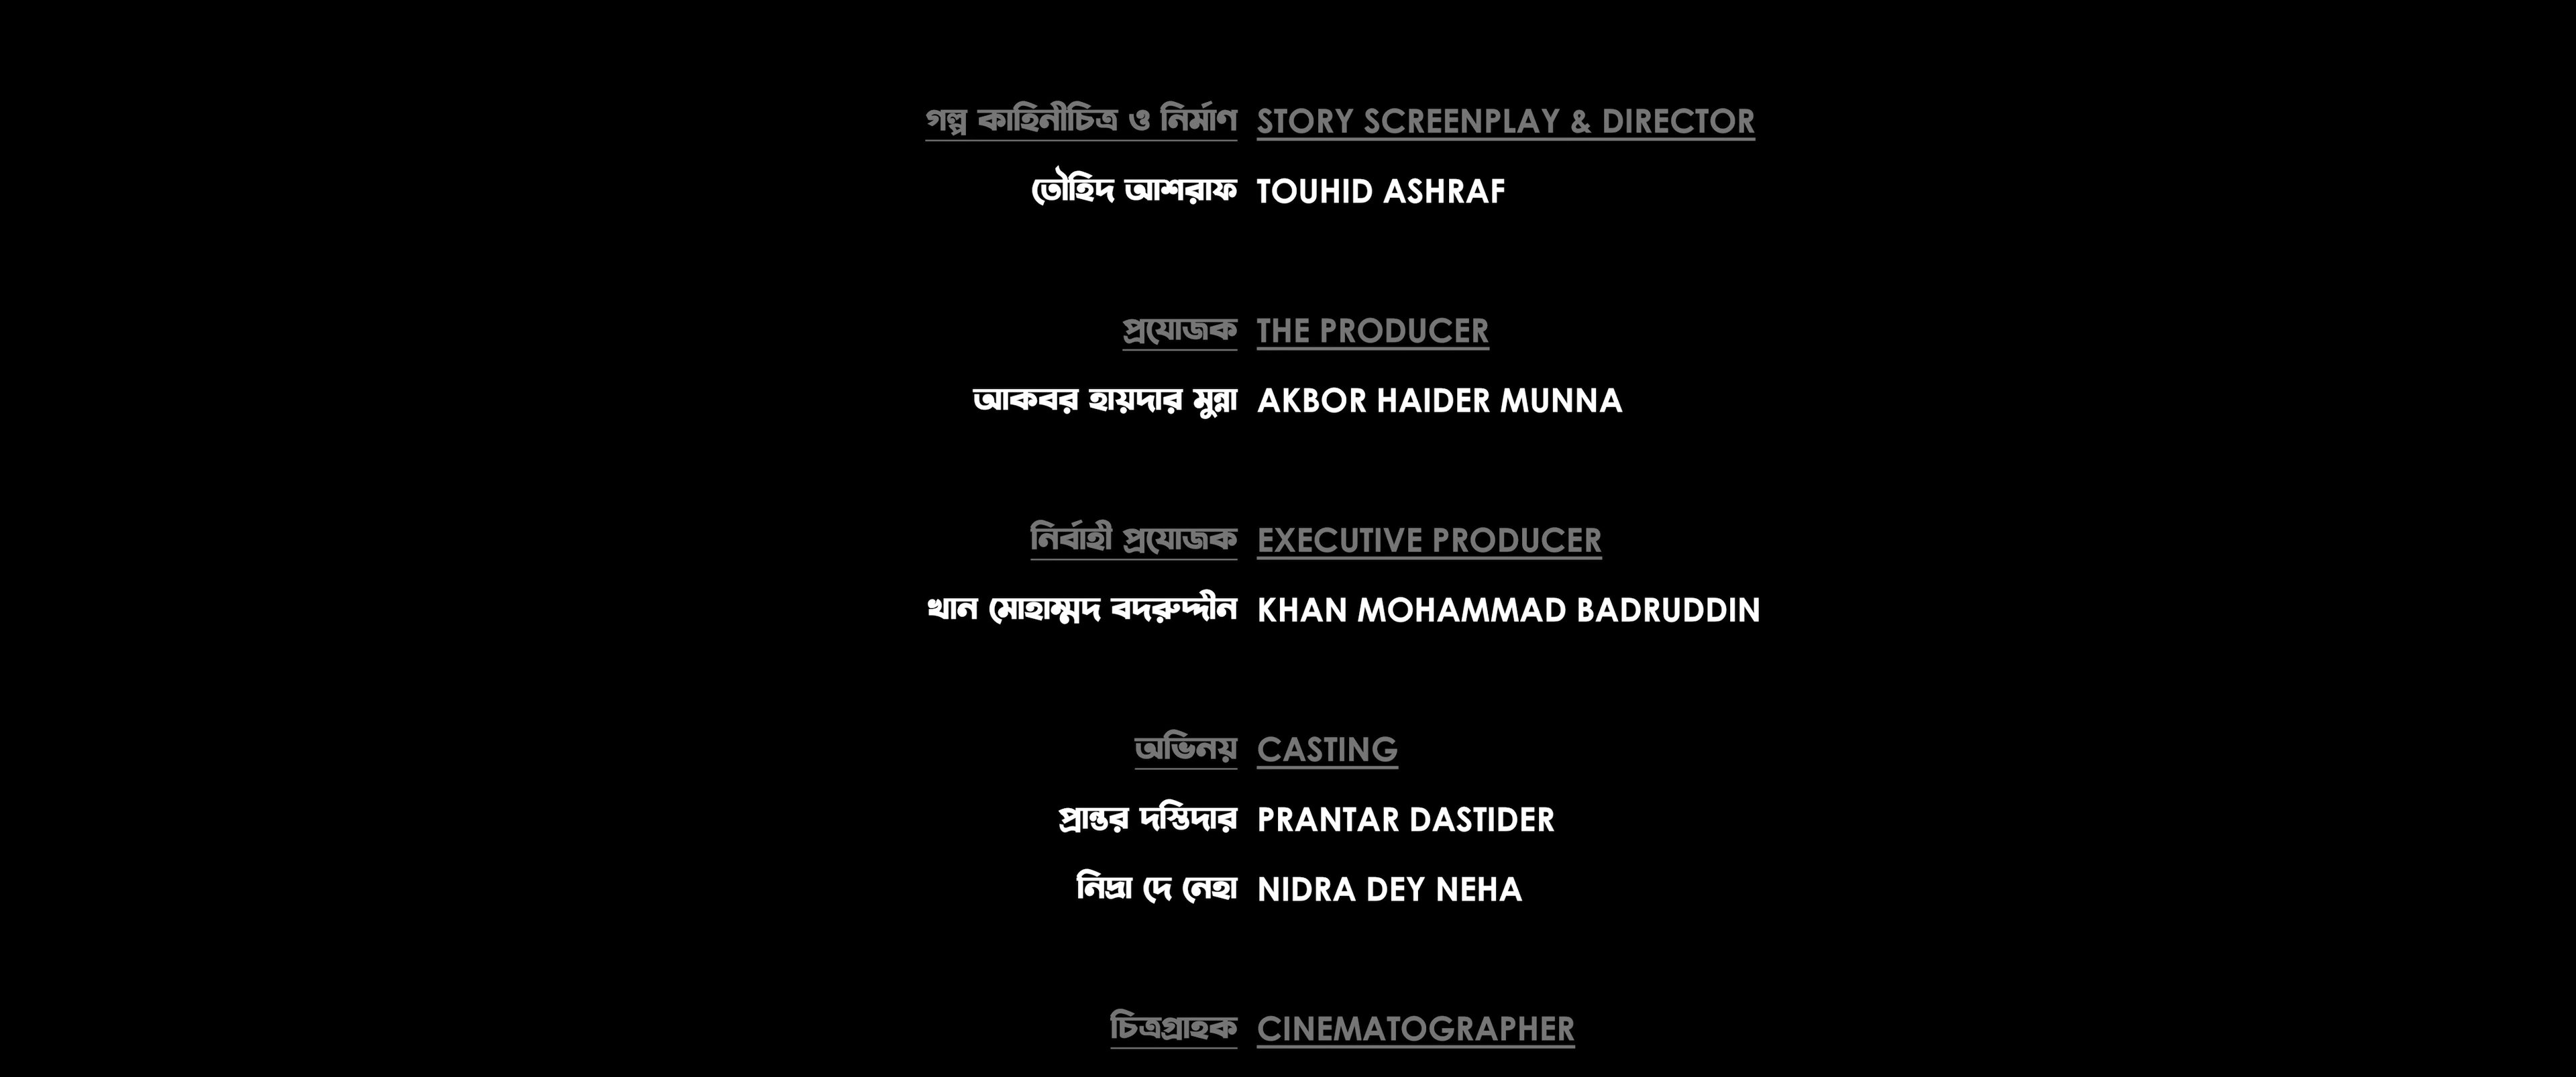 গল্প কাহিনীচিত্র ও নির্মাণ STORY SCREENPLAY & DIRECTOR
তৌহিদ আশরাফ TOUHID ASHRAF
প্রযোজক THE PRODUCER
আকবর হায়দার মুন্না AKBOR HAIDER MUNNA
নির্বাহী প্রযোজক EXECUTIVE PRODUCER
খান মোহাম্মদ বদরুদ্দীন KHAN MOHAMMAD BADRUDDIN
অভিনয় CASTING
প্রান্তর দস্তিদার PRANTAR DASTIDER
নিদ্রা দে নেহা NIDRA DEY NEHA
চিত্রগ্রাহক CINEMATOGRAPHER